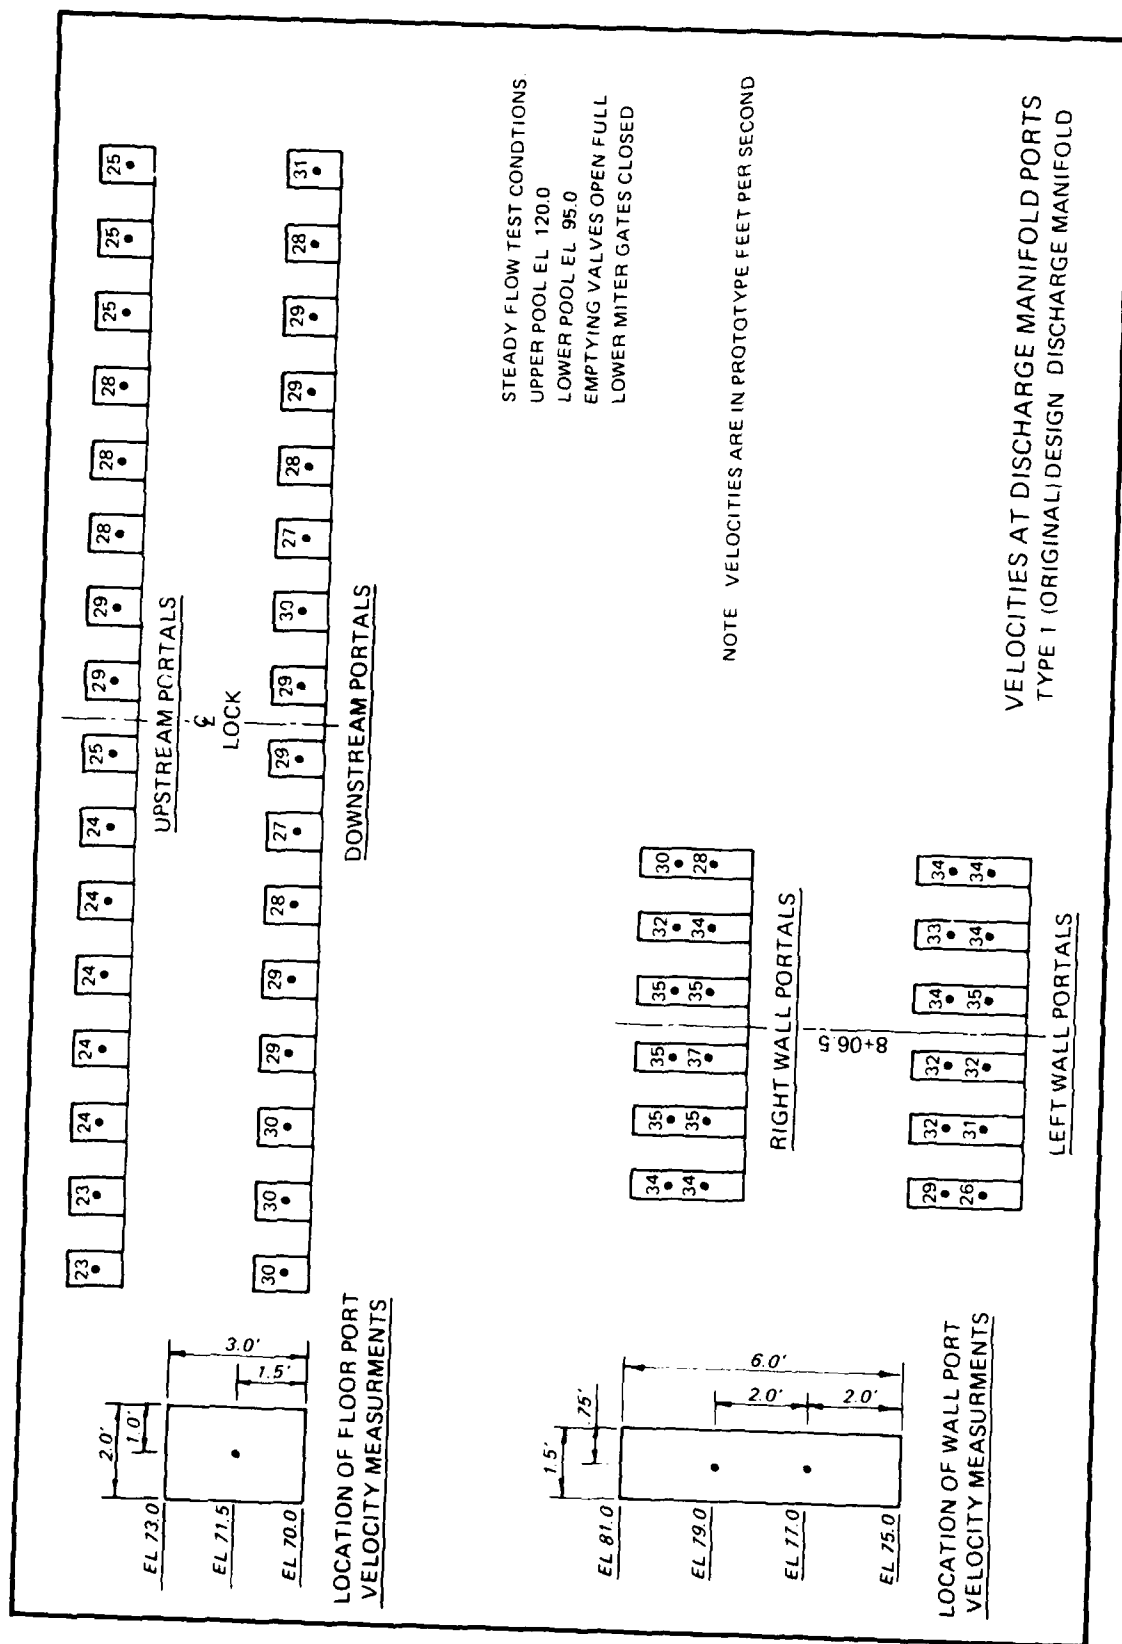 23 23 24 24 24 24 24 25 29 29 28 28 28 25 25 25
UPSTREAM PORTALS
℄
LOCK
30 30 30 29 29 28 27 29 29 30 27 28 29 29 28 31
DOWNSTREAM PORTALS
2.0'
1.0'
3.0'
1.5'
EL 73.0
EL 71.5
EL 70.0
LOCATION OF FLOOR PORT
VELOCITY MEASURMENTS
STEADY FLOW TEST CONDTIONS
UPPER POOL EL 120.0
LOWER POOL EL 95.0
EMPTYING VALVES OPEN FULL
LOWER MITER GATES CLOSED
1.5'
.75'
6.0'
2.0'
2.0'
EL 81.0
EL 79.0
EL 77.0
EL 75.0
LOCATION OF WALL PORT
VELOCITY MEASURMENTS
34 35 35 35 32 30
34 35 37 35 34 28
RIGHT WALL PORTALS
8+06.5
29 32 32 34 33 34
26 31 32 35 34 34
LEFT WALL PORTALS
NOTE VELOCITIES ARE IN PROTOTYPE FEET PER SECOND
VELOCITIES AT DISCHARGE MANIFOLD PORTS
TYPE 1 (ORIGINAL) DESIGN DISCHARGE MANIFOLD